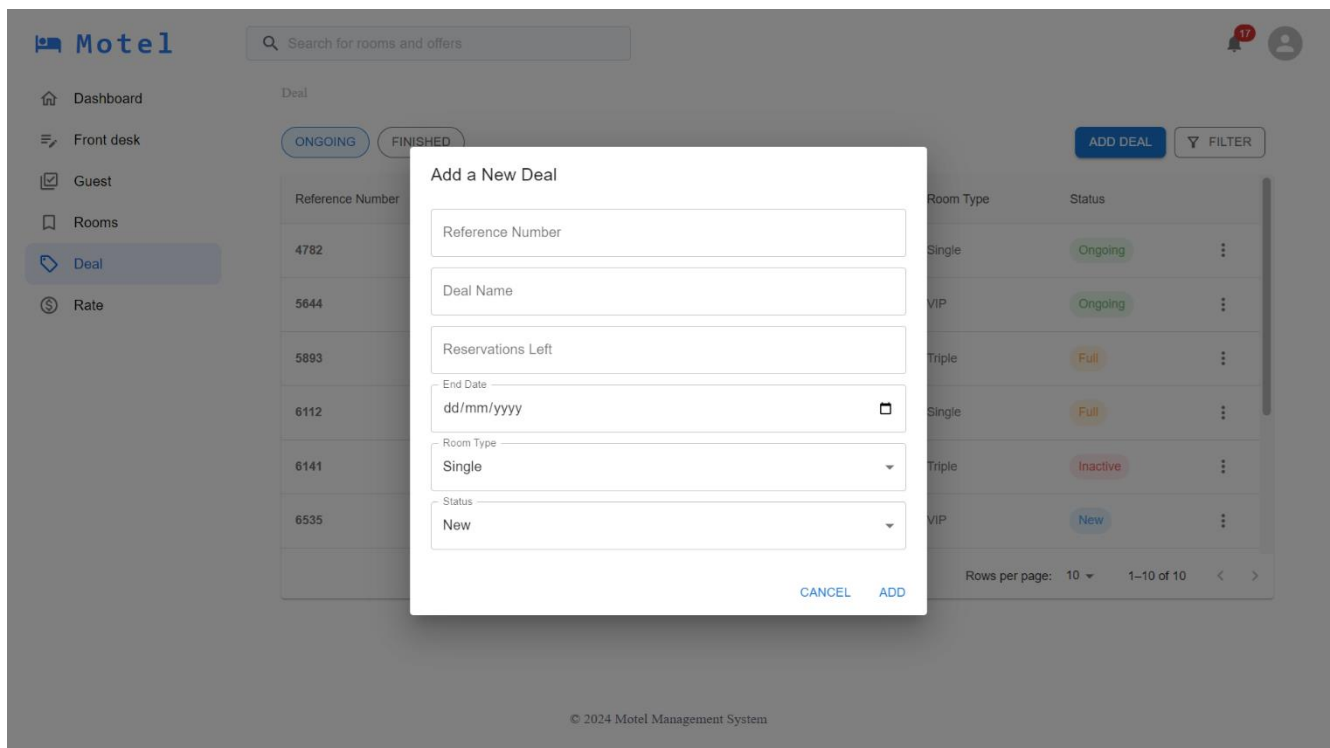 Motel
Search for rooms and offers
17
Dashboard
Front desk
Guest
Rooms
Deal
Rate
Deal
ONGOING FINISHED
ADD DEAL FILTER
Reference Number Room Type Status
4782 Single Ongoing
5644 VIP Ongoing
5893 Triple Full
6112 Single Full
6141 Triple Inactive
6535 VIP New
Rows per page: 10 1–10 of 10
Add a New Deal
Reference Number
Deal Name
Reservations Left
End Date
dd/mm/yyyy
Room Type
Single
Status
New
CANCEL ADD
© 2024 Motel Management System